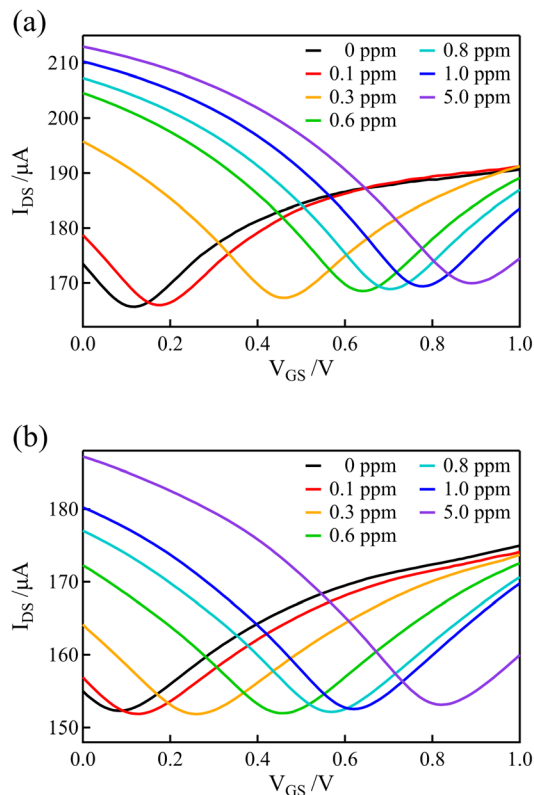 (a)
0 ppm
0.1 ppm
0.3 ppm
0.6 ppm
0.8 ppm
1.0 ppm
5.0 ppm
210
200
190
180
170
I_DS /μA
0.0 0.2 0.4 0.6 0.8 1.0
V_GS /V
(b)
0 ppm
0.1 ppm
0.3 ppm
0.6 ppm
0.8 ppm
1.0 ppm
5.0 ppm
180
170
160
150
I_DS /μA
0.0 0.2 0.4 0.6 0.8 1.0
V_GS /V